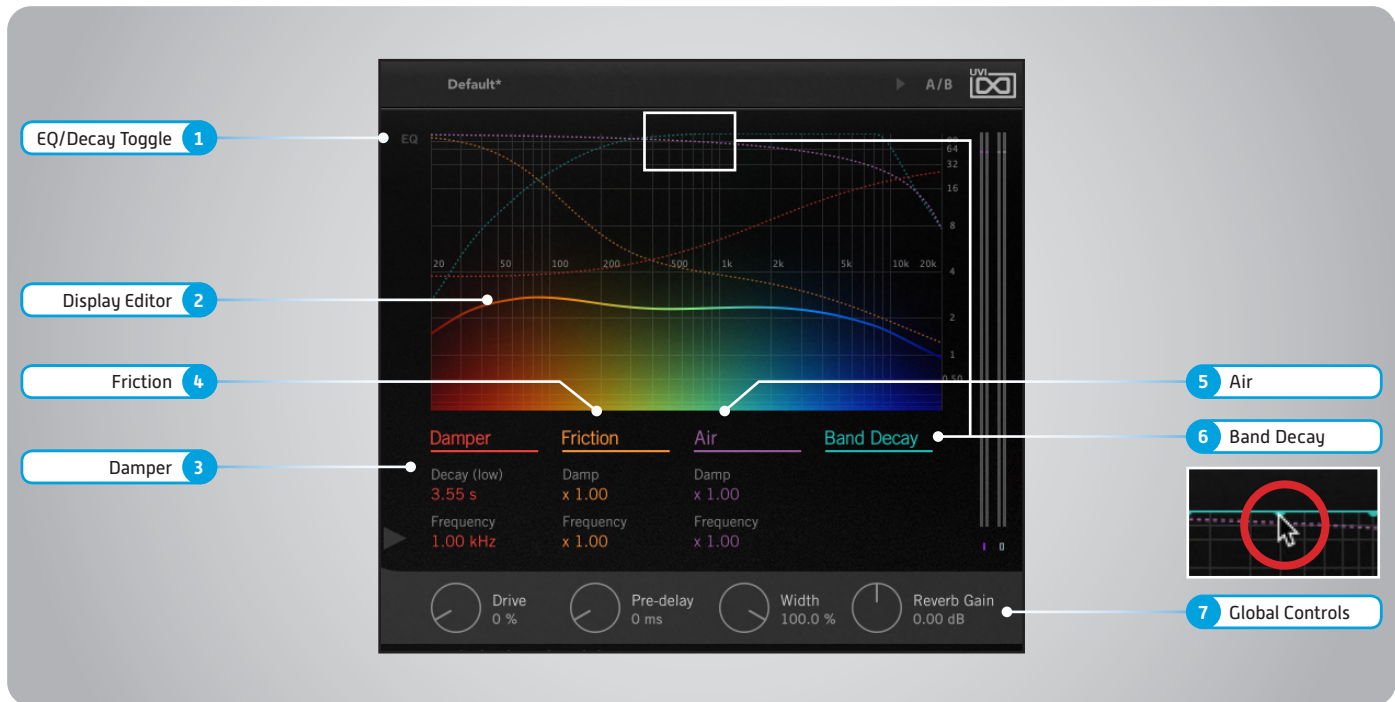 Default*
A/B
UVI
EQ/Decay Toggle 1
EQ
64
32
16
8
20 50 100 200 500 1k 2k 5k 10k 20k
4
Display Editor 2
2
1
0.50
Friction 4
5 Air
Damper Friction Air Band Decay
6 Band Decay
Damper 3
Decay (low) Damp Damp
3.55 s x 1.00 x 1.00
Frequency Frequency Frequency
1.00 kHz x 1.00 x 1.00
Drive Pre-delay Width Reverb Gain
0 % 0 ms 100.0 % 0.00 dB
7 Global Controls